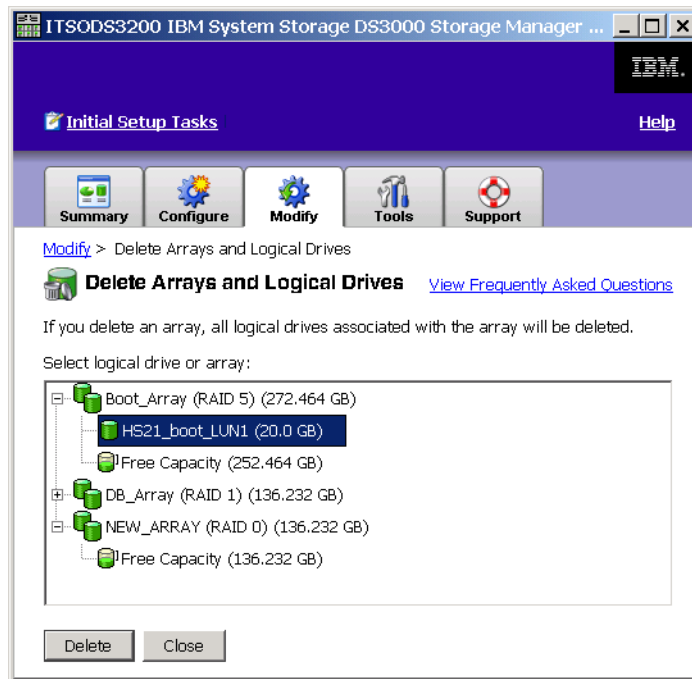 ITSODS3200 IBM System Storage DS3000 Storage Manager ...
IBM.
Initial Setup Tasks
Help
Summary
Configure
Modify
Tools
Support
Modify > Delete Arrays and Logical Drives
Delete Arrays and Logical Drives
View Frequently Asked Questions
If you delete an array, all logical drives associated with the array will be deleted.
Select logical drive or array:
Boot_Array (RAID 5) (272.464 GB)
HS21_boot_LUN1 (20.0 GB)
Free Capacity (252.464 GB)
DB_Array (RAID 1) (136.232 GB)
NEW_ARRAY (RAID 0) (136.232 GB)
Free Capacity (136.232 GB)
Delete
Close